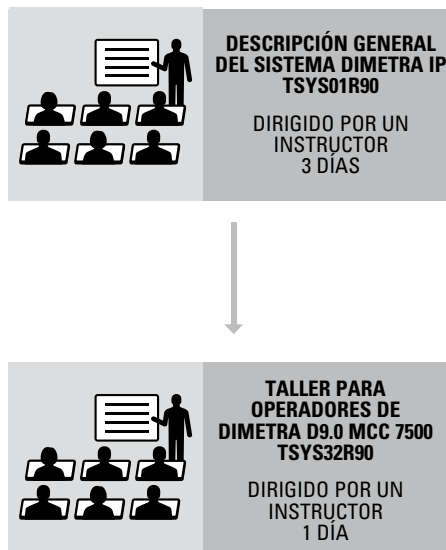 DESCRIPCIÓN GENERAL
DEL SISTEMA DIMETRA IP
TSYS01R90
DIRIGIDO POR UN
INSTRUCTOR
3 DÍAS
TALLER PARA
OPERADORES DE
DIMETRA D9.0 MCC 7500
TSYS32R90
DIRIGIDO POR UN
INSTRUCTOR
1 DÍA